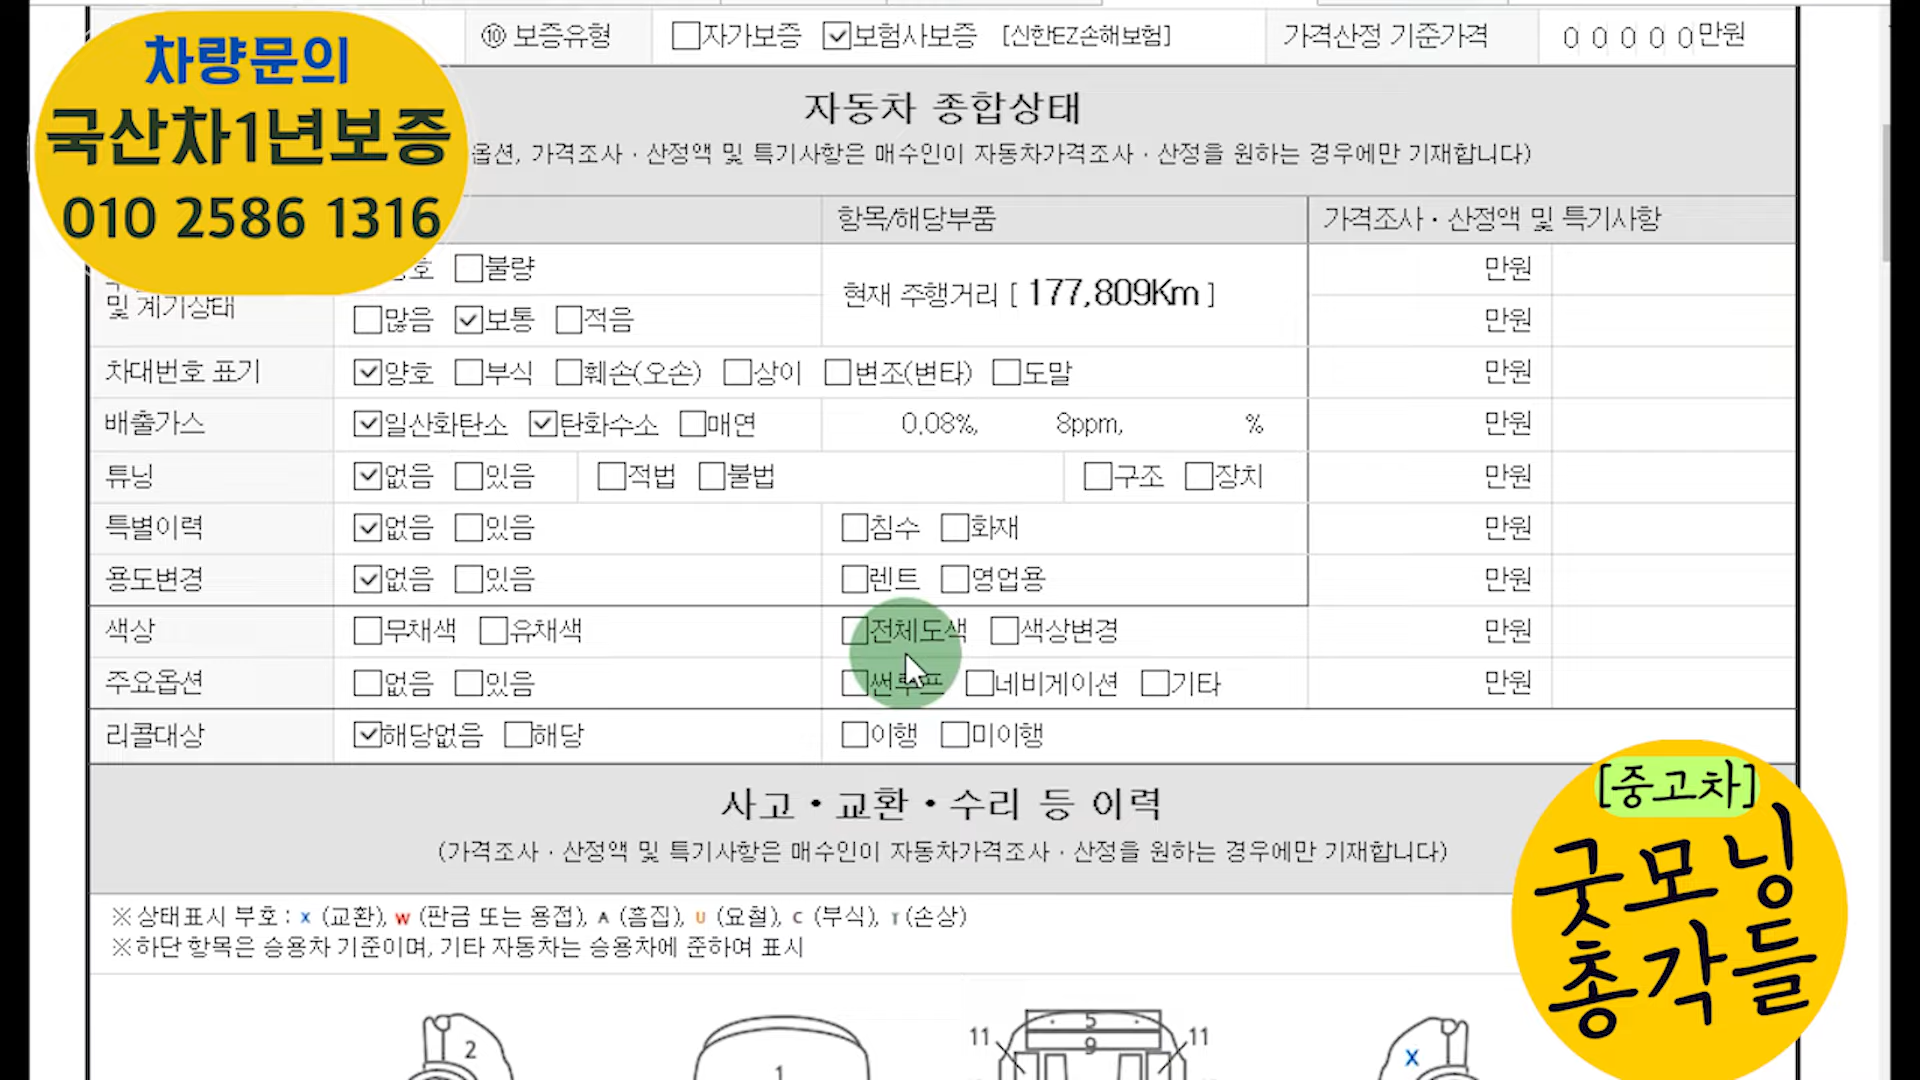 차량문의
국산차1년보증
010 2586 1316
⑩ 보증유형 자가보증 보험사보증 [신한EZ손해보험] 가격산정 기준가격 0 0 0 0 0 만원
자동차 종합상태
옵션, 가격조사 · 산정액 및 특기사항은 매수인이 자동차가격조사 · 산정을 원하는 경우에만 기재합니다)
항목/해당부품 가격조사 · 산정액 및 특기사항
불량 현재 주행거리 [ 177,809Km ] 만원
및 계기상태 많음 보통 적음 만원
차대번호 표기 양호 부식 훼손(오손) 상이 변조(변타) 도말 만원
배출가스 일산화탄소 탄화수소 매연 0.08%, 8ppm, % 만원
튜닝 없음 있음 적법 불법 구조 장치 만원
특별이력 없음 있음 침수 화재 만원
용도변경 없음 있음 렌트 영업용 만원
색상 무채색 유채색 전체도색 색상변경 만원
주요옵션 없음 있음 썬루프 네비게이션 기타 만원
리콜대상 해당없음 해당 이행 미이행
사고 · 교환 · 수리 등 이력
(가격조사 · 산정액 및 특기사항은 매수인이 자동차가격조사 · 산정을 원하는 경우에만 기재합니다)
※ 상태표시 부호 : X (교환), W (판금 또는 용접), A (흠집), U (요철), C (부식), T (손상)
※ 하단 항목은 승용차 기준이며, 기타 자동차는 승용차에 준하여 표시
2 1 11 5 9 11 X
[중고차]
굿모닝
총각들